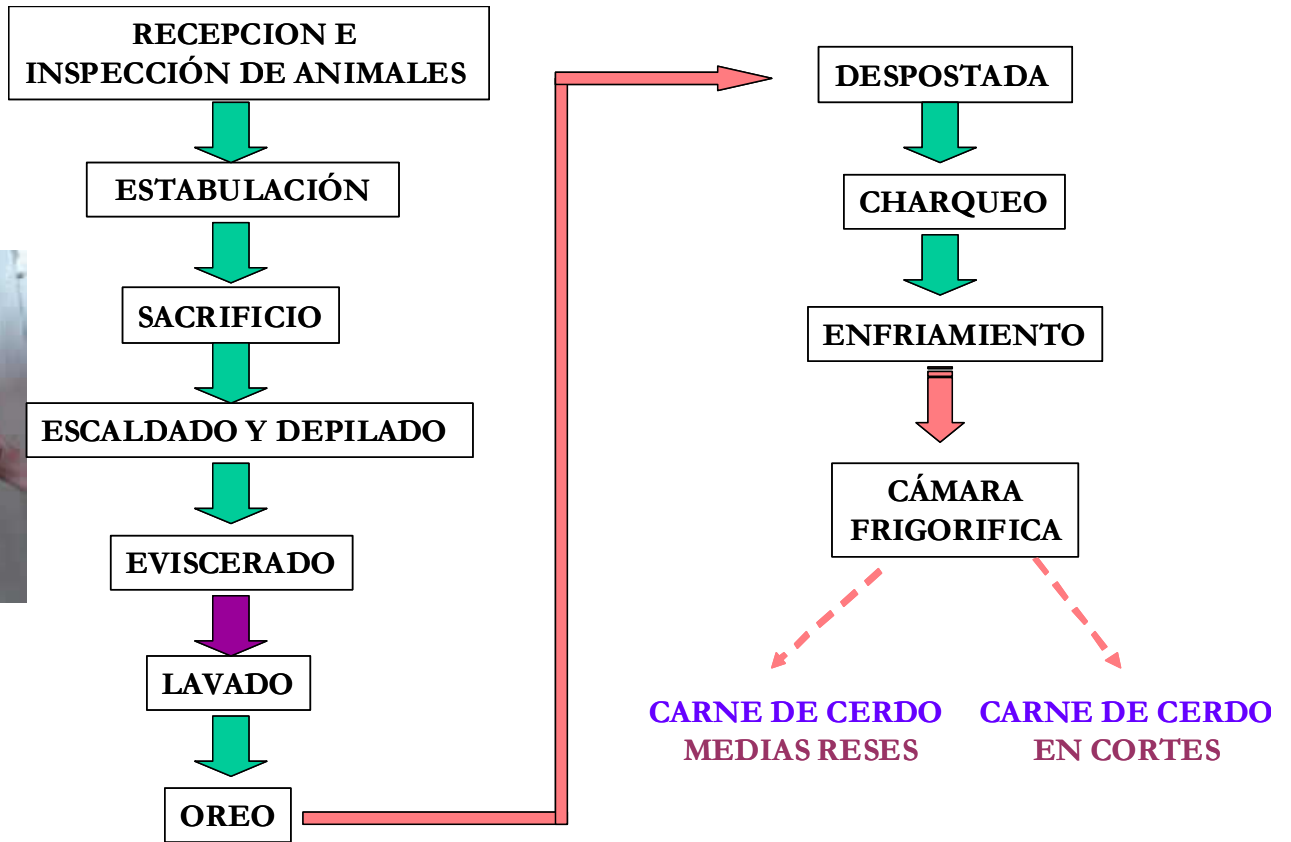 RECEPCION E
INSPECCIÓN DE ANIMALES
ESTABULACIÓN
SACRIFICIO
ESCALDADO Y DEPILADO
EVISCERADO
LAVADO
OREO
DESPOSTADA
CHARQUEO
ENFRIAMIENTO
CÁMARA
FRIGORIFICA
CARNE DE CERDO
MEDIAS RESES
CARNE DE CERDO
EN CORTES